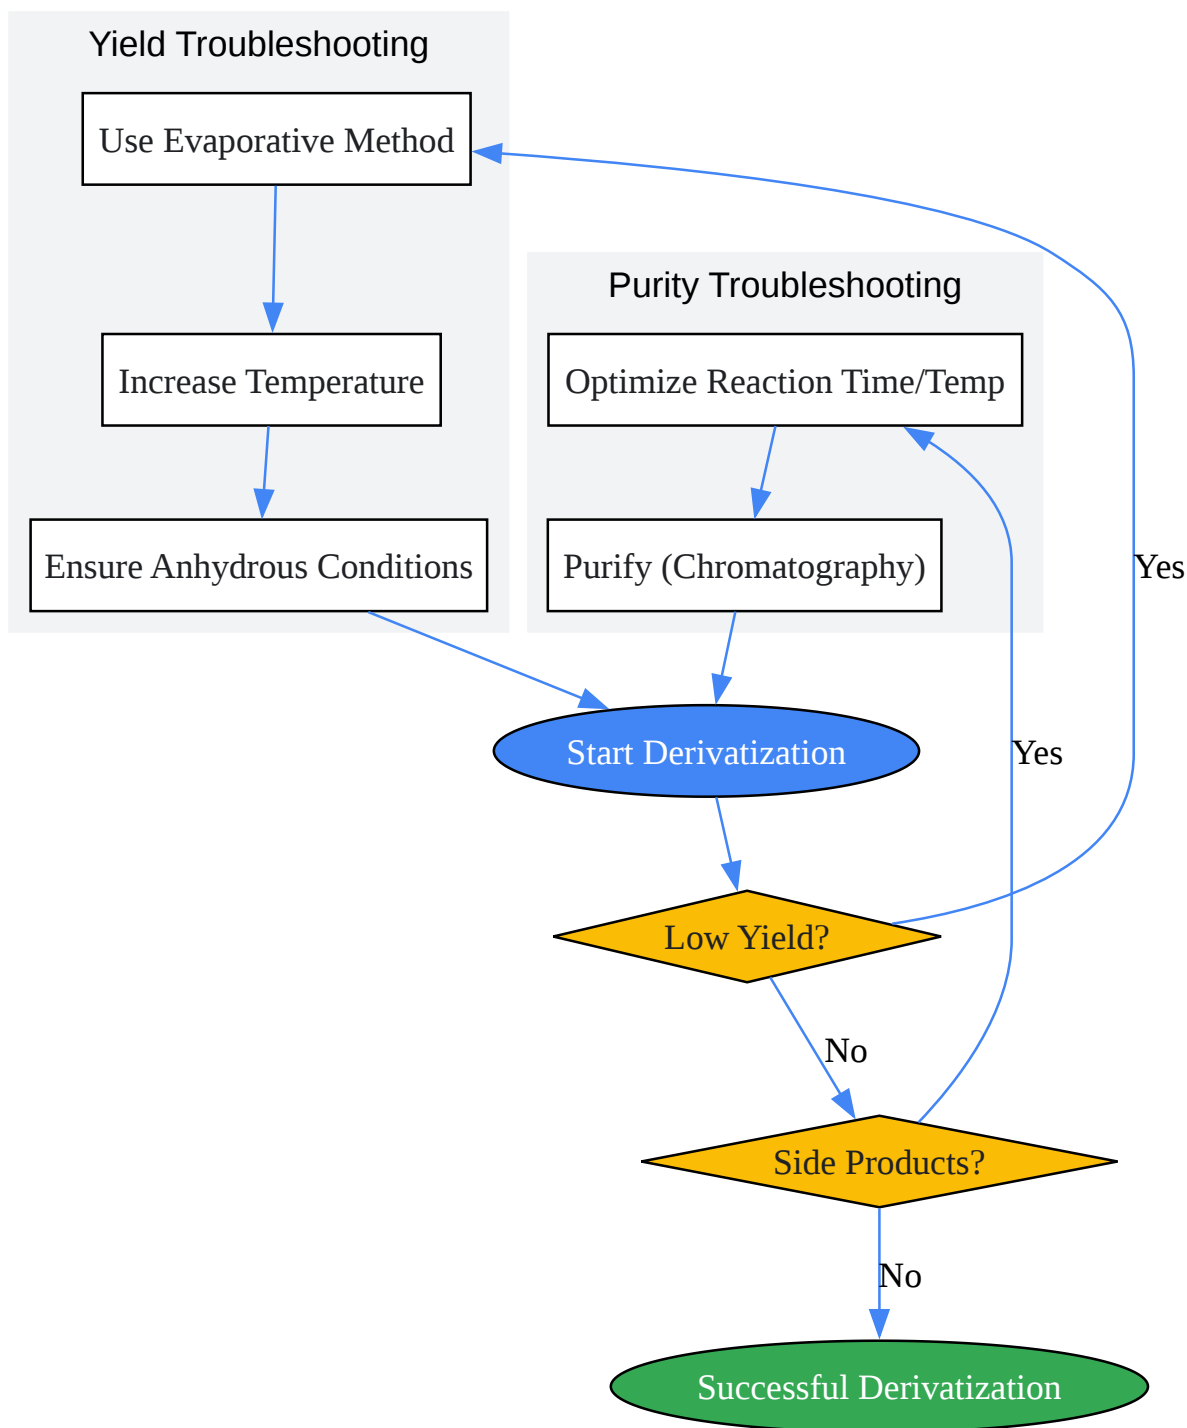 Yield Troubleshooting
Use Evaporative Method
Purity Troubleshooting
Increase Temperature
Optimize Reaction Time/Temp
Ensure Anhydrous Conditions
Purify (Chromatography)
Yes
Start Derivatization
Yes
Low Yield?
No
Side Products?
No
Successful Derivatization